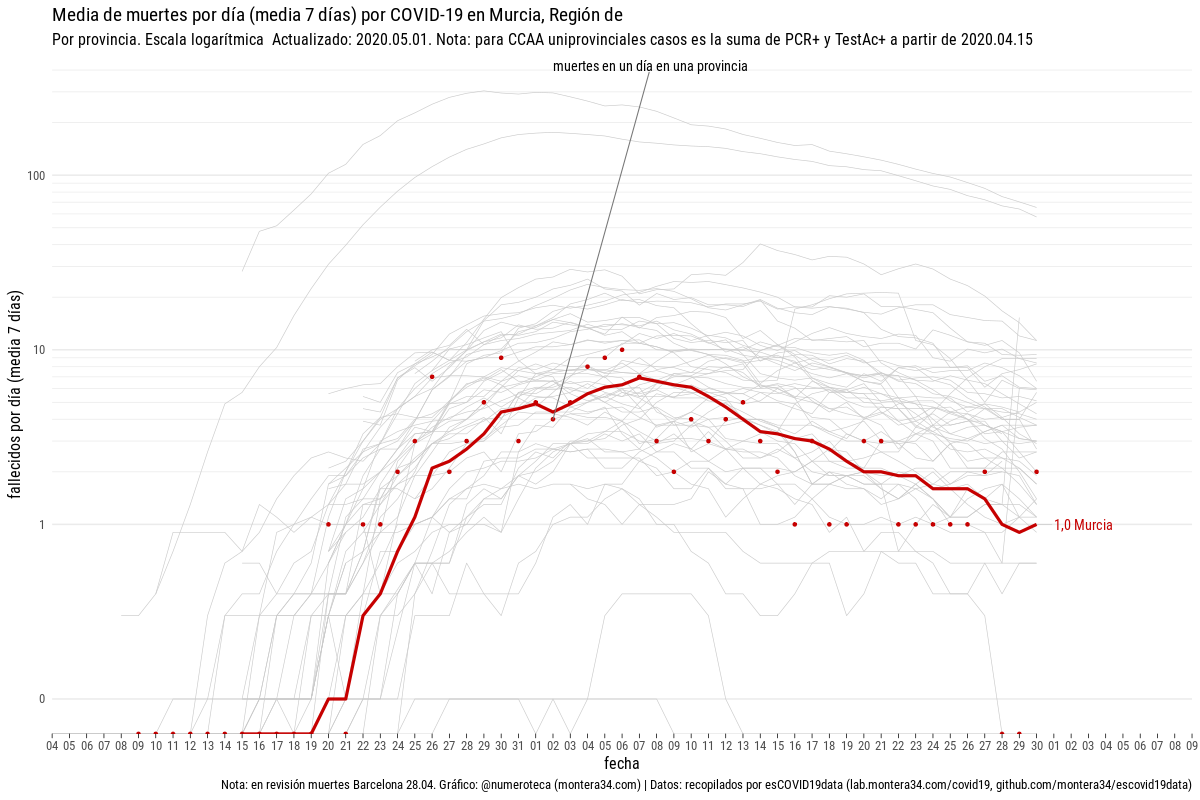 Media de muertes por día (media 7 días) por COVID-19 en Murcia, Región de
Por provincia. Escala logarítmica  Actualizado: 2020.05.01. Nota: para CCAA uniprovinciales casos es la suma de PCR+ y TestAc+ a partir de 2020.04.15
muertes en un día en una provincia
fallecidos por día (media 7 días)
100
10
1
0
1,0 Murcia
04 05 06 07 08 09 10 11 12 13 14 15 16 17 18 19 20 21 22 23 24 25 26 27 28 29 30 31 01 02 03 04 05 06 07 08 09 10 11 12 13 14 15 16 17 18 19 20 21 22 23 24 25 26 27 28 29 30 01 02 03 04 05 06 07 08 09
fecha
Nota: en revisión muertes Barcelona 28.04. Gráfico: @numeroteca (montera34.com) | Datos: recopilados por esCOVID19data (lab.montera34.com/covid19, github.com/montera34/escovid19data)